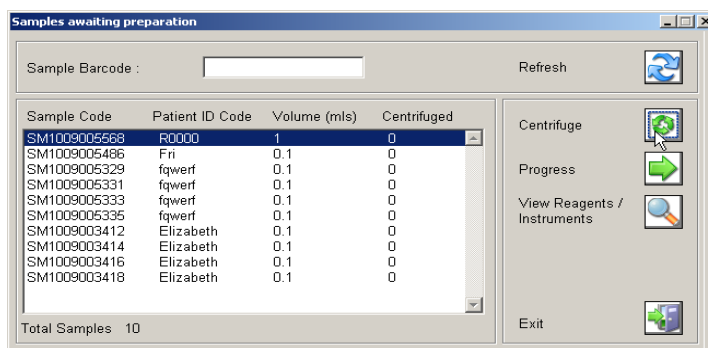 Samples awaiting preparation
Sample Barcode :
Refresh
Sample Code Patient ID Code Volume (mls) Centrifuged
SM1009005568 R0000 1 0
SM1009005486 Fri 0.1 0
SM1009005329 fqwerf 0.1 0
SM1009005331 fqwerf 0.1 0
SM1009005333 fqwerf 0.1 0
SM1009005335 fqwerf 0.1 0
SM1009003412 Elizabeth 0.1 0
SM1009003414 Elizabeth 0.1 0
SM1009003416 Elizabeth 0.1 0
SM1009003418 Elizabeth 0.1 0
Total Samples 10
Centrifuge
Progress
View Reagents /
Instruments
Exit